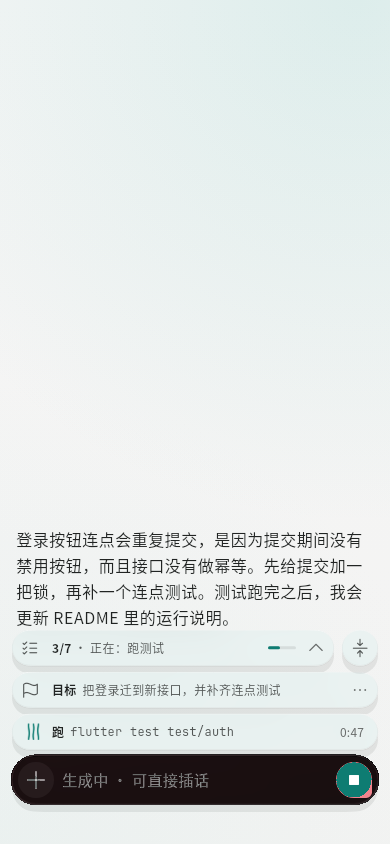 登录按钮连点会重复提交，是因为提交期间没有
禁用按钮，而且接口没有做幂等。先给提交加一
把锁，再补一个连点测试。测试跑完之后，我会
更新 README 里的运行说明。
3/7 · 正在：跑测试
目标 把登录迁到新接口，并补齐连点测试
跑 flutter test test/auth 0:47
生成中 · 可直接插话